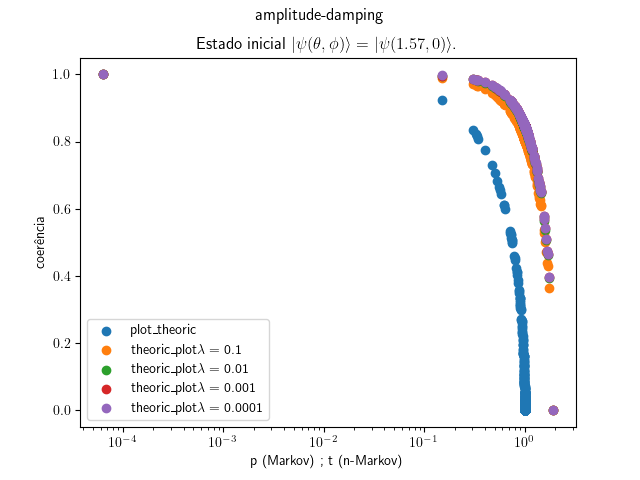 amplitude-damping
Estado inicial |ψ(θ, ϕ)⟩ = |ψ(1.57, 0)⟩.
1.0
0.8
0.6
0.4
0.2
0.0
coerência
plot_theoric
theoric_plotλ = 0.1
theoric_plotλ = 0.01
theoric_plotλ = 0.001
theoric_plotλ = 0.0001
10⁻⁴ 10⁻³ 10⁻² 10⁻¹ 10⁰
p (Markov) ; t (n-Markov)